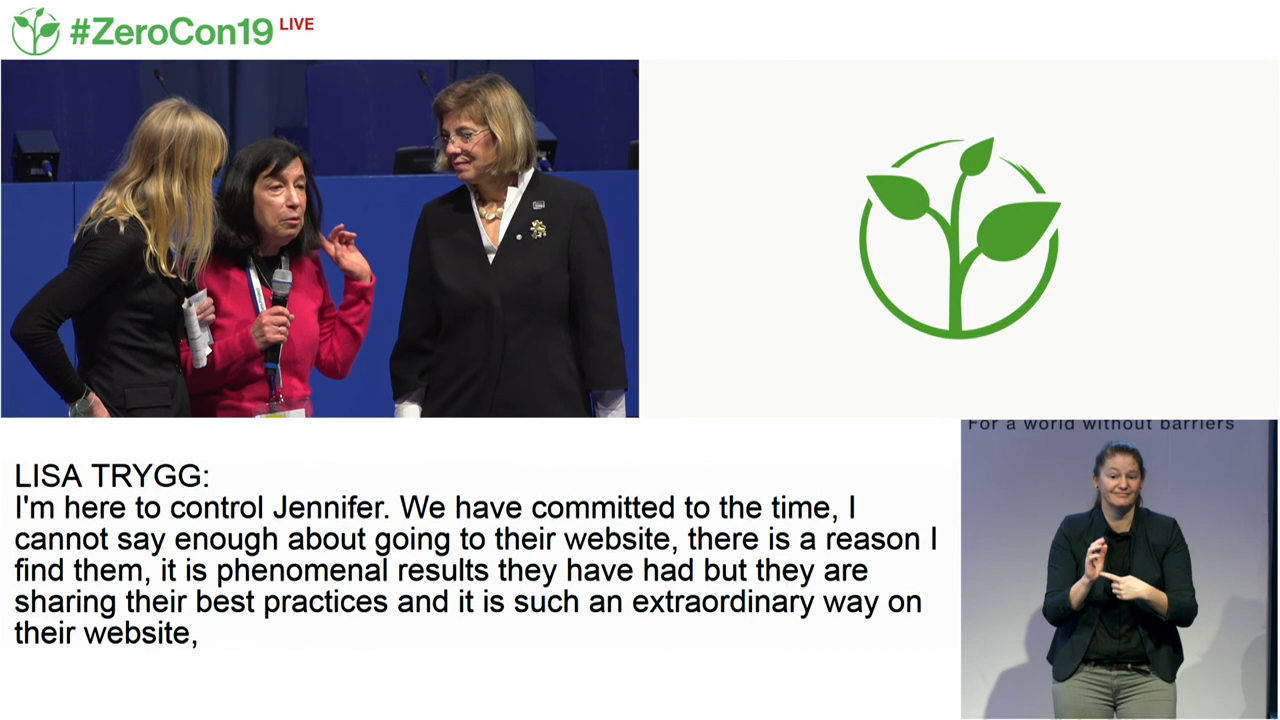 #ZeroCon19 LIVE
For a world without barriers
LISA TRYGG:
I'm here to control Jennifer. We have committed to the time, I
cannot say enough about going to their website, there is a reason I
find them, it is phenomenal results they have had but they are
sharing their best practices and it is such an extraordinary way on
their website,